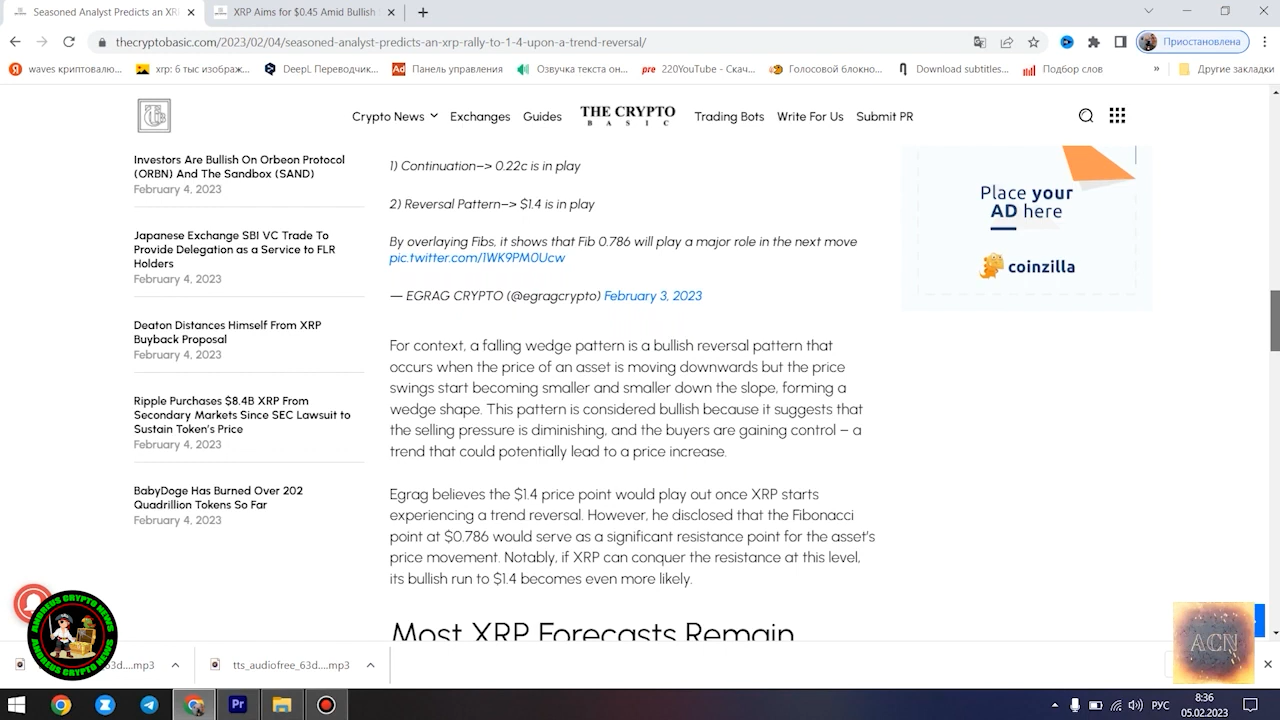 Seasoned Analyst Predicts an XR
XRP Aims for $0.45 Amid Bullish
thecryptobasic.com/2023/02/04/seasoned-analyst-predicts-an-xrp-rally-to-1-4-upon-a-trend-reversal/
Приостановлена
waves криптовалю...
xrp: 6 тыс изображ...
DeepL Переводчик...
Ad Панель управления
Озвучка текста он...
pre 220YouTube – Скач...
Голосовой блокно...
Download subtitles...
Подбор слов
»
Другие закладки
Crypto News
Exchanges
Guides
THE CRYPTO
BASIC
Trading Bots
Write For Us
Submit PR
Investors Are Bullish On Orbeon Protocol
(ORBN) And The Sandbox (SAND)
February 4, 2023
Japanese Exchange SBI VC Trade To
Provide Delegation as a Service to FLR
Holders
February 4, 2023
Deaton Distances Himself From XRP
Buyback Proposal
February 4, 2023
Ripple Purchases $8.4B XRP From
Secondary Markets Since SEC Lawsuit to
Sustain Token's Price
February 4, 2023
BabyDoge Has Burned Over 202
Quadrillion Tokens So Far
February 4, 2023
1) Continuation–> 0.22c is in play
2) Reversal Pattern–> $1.4 is in play
By overlaying Fibs, it shows that Fib 0.786 will play a major role in the next move
pic.twitter.com/1WK9PM0Ucw
— EGRAG CRYPTO (@egragcrypto) February 3, 2023
For context, a falling wedge pattern is a bullish reversal pattern that
occurs when the price of an asset is moving downwards but the price
swings start becoming smaller and smaller down the slope, forming a
wedge shape. This pattern is considered bullish because it suggests that
the selling pressure is diminishing, and the buyers are gaining control – a
trend that could potentially lead to a price increase.
Egrag believes the $1.4 price point would play out once XRP starts
experiencing a trend reversal. However, he disclosed that the Fibonacci
point at $0.786 would serve as a significant resistance point for the asset's
price movement. Notably, if XRP can conquer the resistance at this level,
its bullish run to $1.4 becomes even more likely.
Most XRP Forecasts Remain
Place your
AD here
coinzilla
ANDREUS CRYPTO NEWS
ANDREUS CRYPTO NEWS
ACN
63d....mp3
tts_audiofree_63d....mp3
Pr
РУС
8:36
05.02.2023